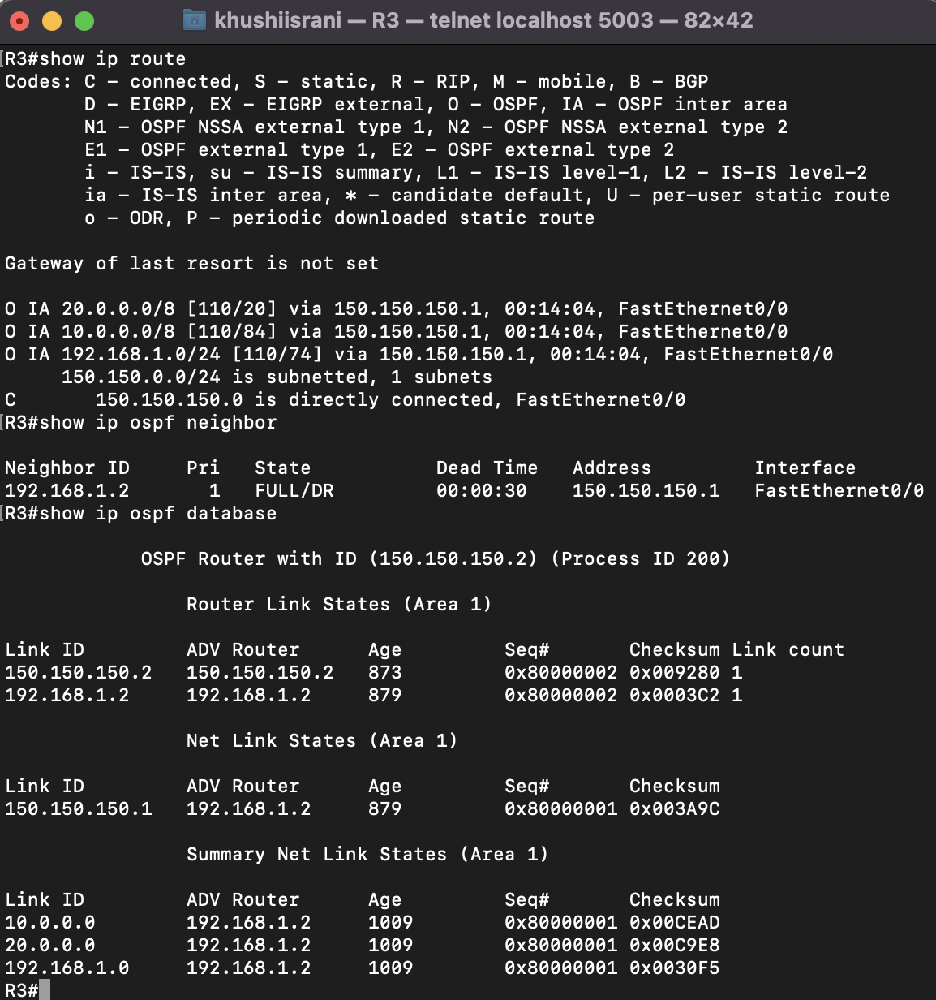 khushiisrani — R3 — telnet localhost 5003 — 82×42
[R3#show ip route
Codes: C - connected, S - static, R - RIP, M - mobile, B - BGP
       D - EIGRP, EX - EIGRP external, O - OSPF, IA - OSPF inter area
       N1 - OSPF NSSA external type 1, N2 - OSPF NSSA external type 2
       E1 - OSPF external type 1, E2 - OSPF external type 2
       i - IS-IS, su - IS-IS summary, L1 - IS-IS level-1, L2 - IS-IS level-2
       ia - IS-IS inter area, * - candidate default, U - per-user static route
       o - ODR, P - periodic downloaded static route

Gateway of last resort is not set

O IA 20.0.0.0/8 [110/20] via 150.150.150.1, 00:14:04, FastEthernet0/0
O IA 10.0.0.0/8 [110/84] via 150.150.150.1, 00:14:04, FastEthernet0/0
O IA 192.168.1.0/24 [110/74] via 150.150.150.1, 00:14:04, FastEthernet0/0
     150.150.0.0/24 is subnetted, 1 subnets
C       150.150.150.0 is directly connected, FastEthernet0/0
[R3#show ip ospf neighbor

Neighbor ID     Pri   State           Dead Time   Address         Interface
192.168.1.2       1   FULL/DR         00:00:30    150.150.150.1   FastEthernet0/0
[R3#show ip ospf database

            OSPF Router with ID (150.150.150.2) (Process ID 200)

                Router Link States (Area 1)

Link ID         ADV Router      Age         Seq#       Checksum Link count
150.150.150.2   150.150.150.2   873         0x80000002 0x009280 1
192.168.1.2     192.168.1.2     879         0x80000002 0x0003C2 1

                Net Link States (Area 1)

Link ID         ADV Router      Age         Seq#       Checksum
150.150.150.1   192.168.1.2     879         0x80000001 0x003A9C

                Summary Net Link States (Area 1)

Link ID         ADV Router      Age         Seq#       Checksum
10.0.0.0        192.168.1.2     1009        0x80000001 0x00CEAD
20.0.0.0        192.168.1.2     1009        0x80000001 0x00C9E8
192.168.1.0     192.168.1.2     1009        0x80000001 0x0030F5
R3#